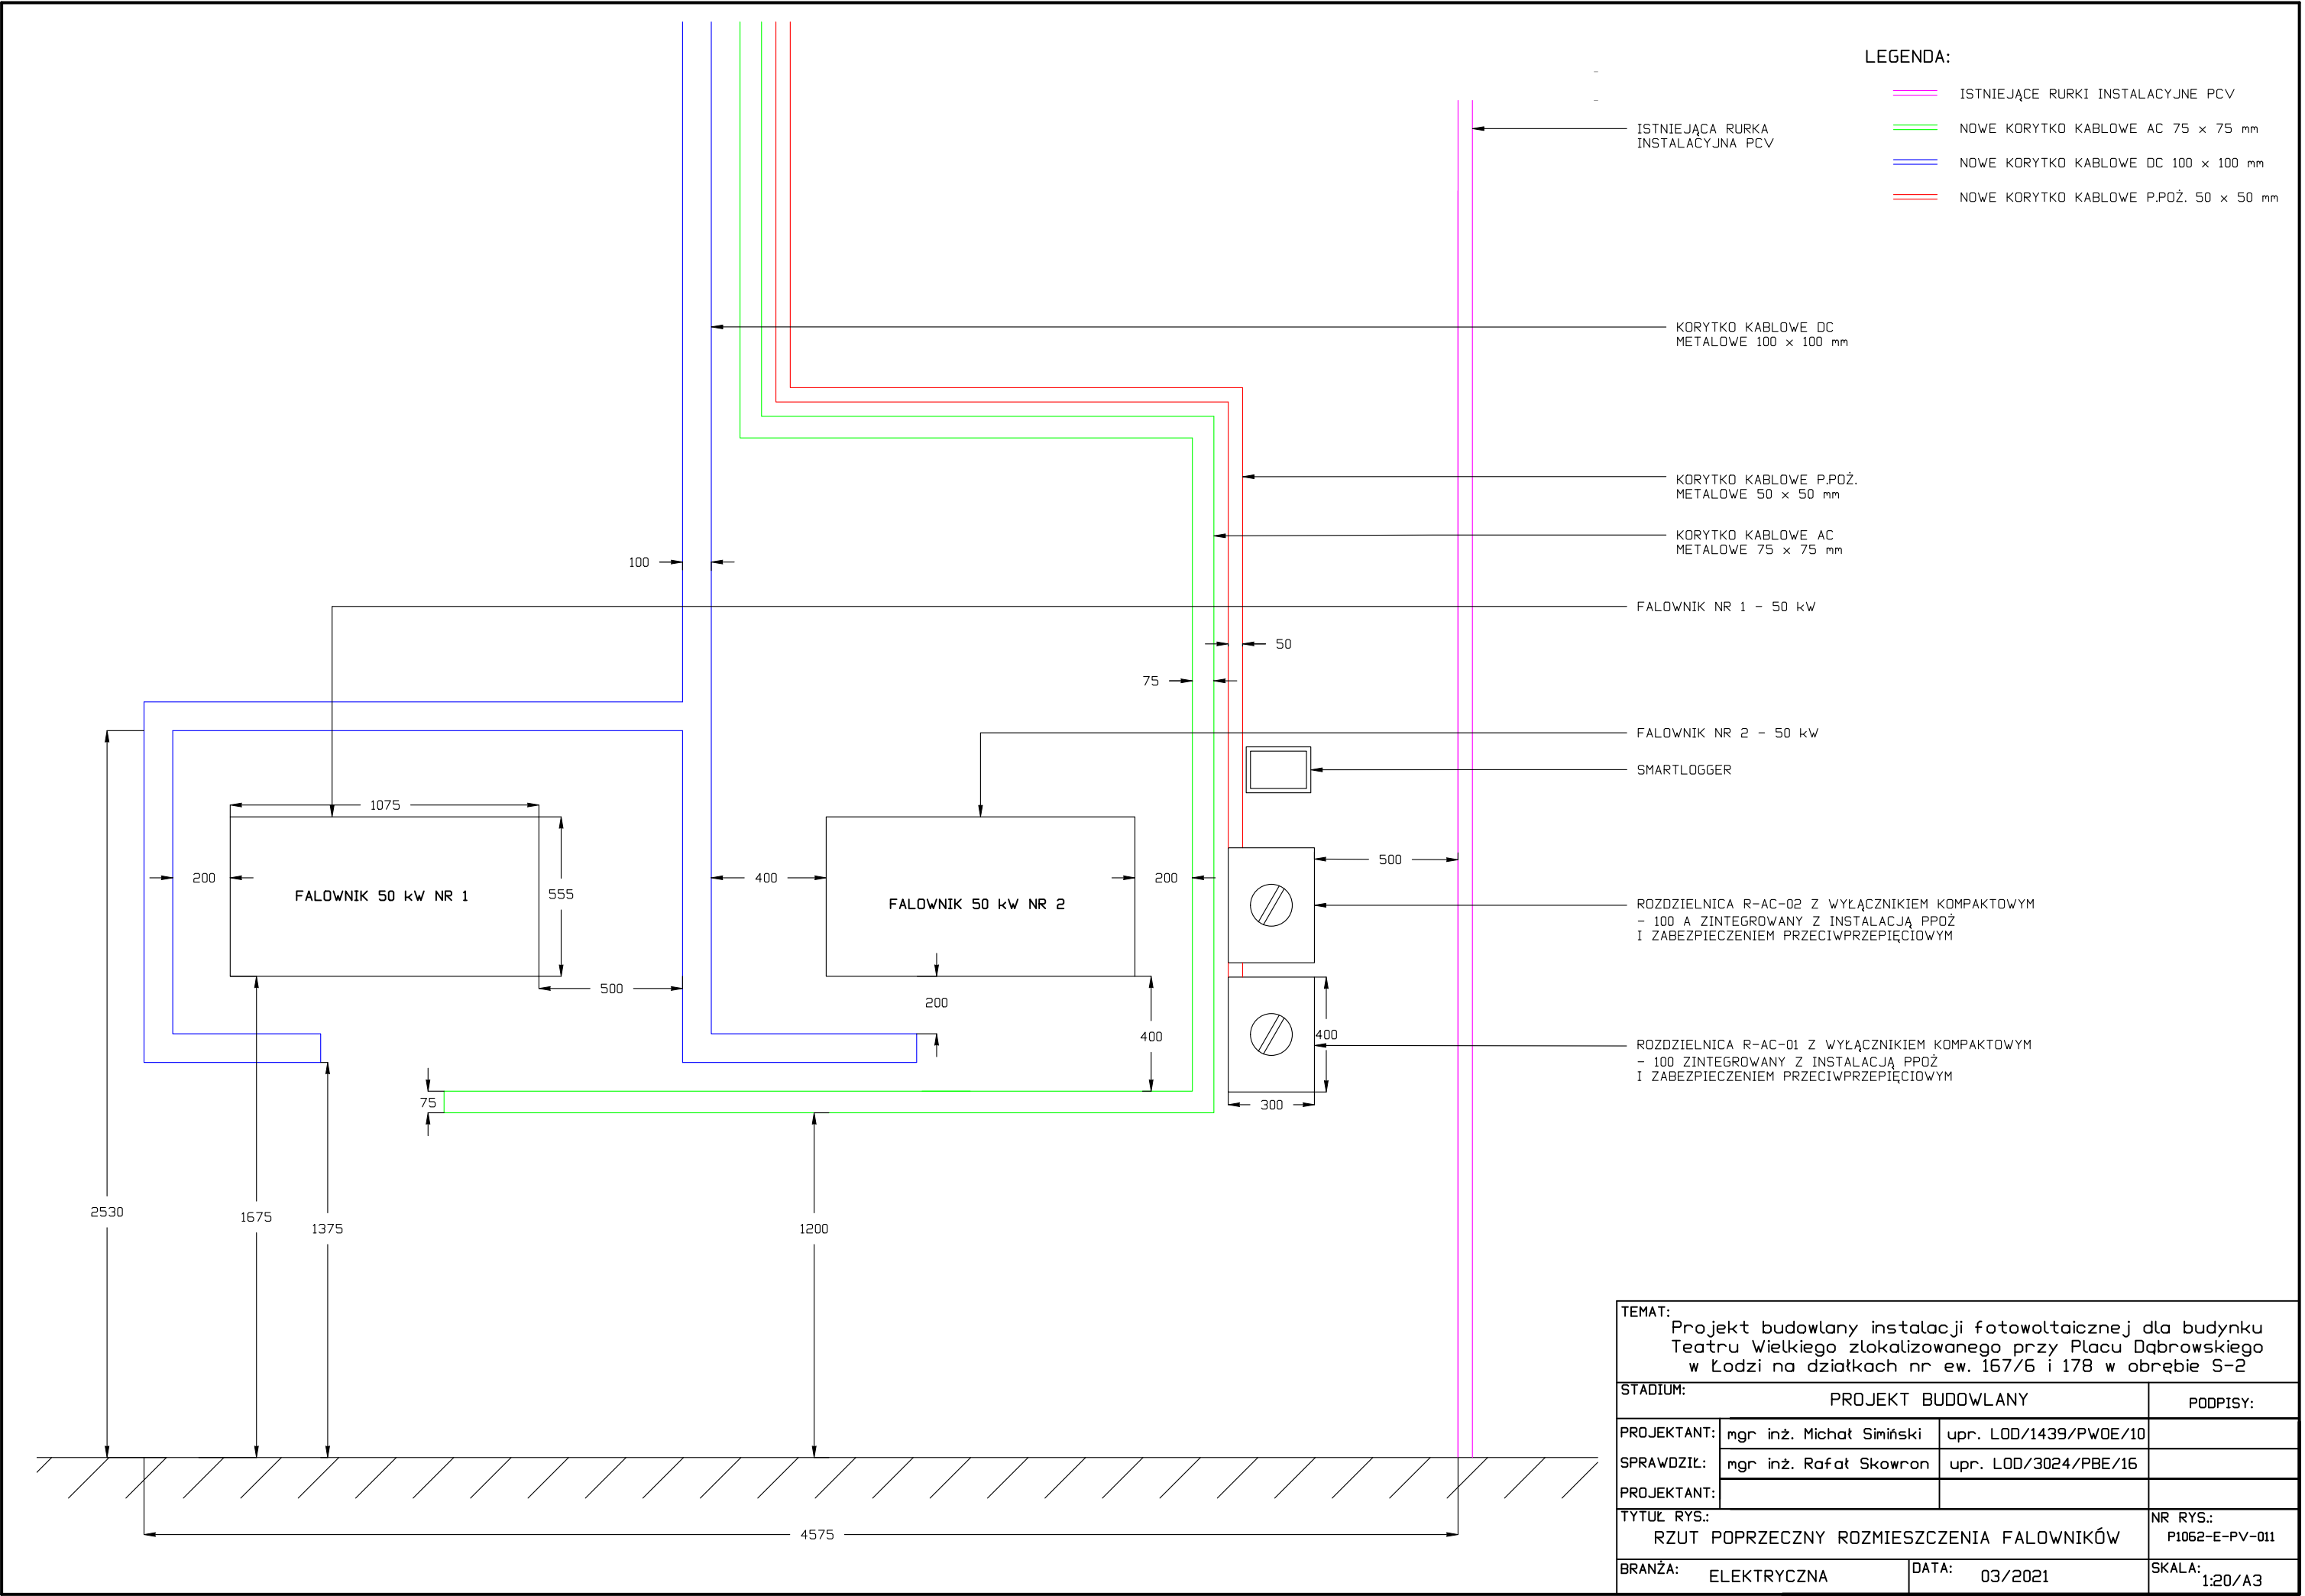 LEGENDA:
ISTNIEJĄCE RURKI INSTALACYJNE PCV
NOWE KORYTKO KABLOWE AC 75 x 75 mm
NOWE KORYTKO KABLOWE DC 100 x 100 mm
NOWE KORYTKO KABLOWE P.POŻ. 50 x 50 mm
ISTNIEJĄCA RURKA
INSTALACYJNA PCV
KORYTKO KABLOWE DC
METALOWE 100 x 100 mm
KORYTKO KABLOWE P.POŻ.
METALOWE 50 x 50 mm
KORYTKO KABLOWE AC
METALOWE 75 x 75 mm
100
FALOWNIK NR 1 - 50 kW
50
75
FALOWNIK NR 2 - 50 kW
SMARTLOGGER
1075
500
200
400
200
555
FALOWNIK 50 kW NR 1
FALOWNIK 50 kW NR 2
ROZDZIELNICA R-AC-02 Z WYŁĄCZNIKIEM KOMPAKTOWYM
- 100 A ZINTEGROWANY Z INSTALACJĄ PPOŻ
I ZABEZPIECZENIEM PRZECIWPRZEPIĘCIOWYM
500
200
400
400
ROZDZIELNICA R-AC-01 Z WYŁĄCZNIKIEM KOMPAKTOWYM
- 100 ZINTEGROWANY Z INSTALACJĄ PPOŻ
I ZABEZPIECZENIEM PRZECIWPRZEPIĘCIOWYM
75
300
2530
1675
1375
1200
4575
TEMAT:
Projekt budowlany instalacji fotowoltaicznej dla budynku
Teatru Wielkiego zlokalizowanego przy Placu Dąbrowskiego
w Łodzi na działkach nr ew. 167/6 i 178 w obrębie S-2
STADIUM:
PROJEKT BUDOWLANY
PODPISY:
PROJEKTANT: mgr inż. Michał Simiński upr. LOD/1439/PWOE/10
SPRAWDZIŁ: mgr inż. Rafał Skowron upr. LOD/3024/PBE/16
PROJEKTANT:
TYTUŁ RYS.:
RZUT POPRZECZNY ROZMIESZCZENIA FALOWNIKÓW
NR RYS.:
P1062-E-PV-011
BRANŻA: ELEKTRYCZNA
DATA: 03/2021
SKALA: 1:20/A3